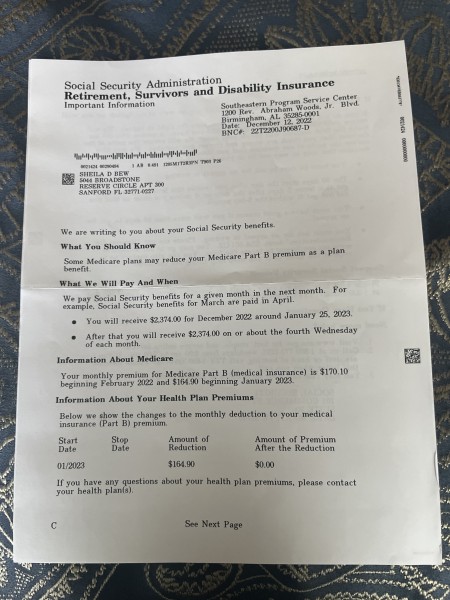 Social Security Administration
Retirement, Survivors and Disability Insurance
Important Information
Southeastern Program Service Center
1200 Rev. Abraham Woods, Jr. Blvd.
Birmingham, AL 35285-0001
Date: December 12, 2022
BNC#: 22T2200J90687-D
SHEILA D BEW
5044 BROADSTONE
RESERVE CIRCLE APT 300
SANFORD FL 32771-0227
We are writing to you about your Social Security benefits.
What You Should Know
Some Medicare plans may reduce your Medicare Part B premium as a plan
benefit.
What We Will Pay And When
We pay Social Security benefits for a given month in the next month. For
example, Social Security benefits for March are paid in April.
• You will receive $2,374.00 for December 2022 around January 25, 2023.
• After that you will receive $2,374.00 on or about the fourth Wednesday
of each month.
Information About Medicare
Your monthly premium for Medicare Part B (medical insurance) is $170.10
beginning February 2022 and $164.90 beginning January 2023.
Information About Your Health Plan Premiums
Below we show the changes to the monthly deduction to your medical
insurance (Part B) premium.
Start Stop Amount of Amount of Premium
Date Date Reduction After the Reduction
01/2023 $164.90 $0.00
If you have any questions about your health plan premiums, please contact
your health plan(s).
C See Next Page